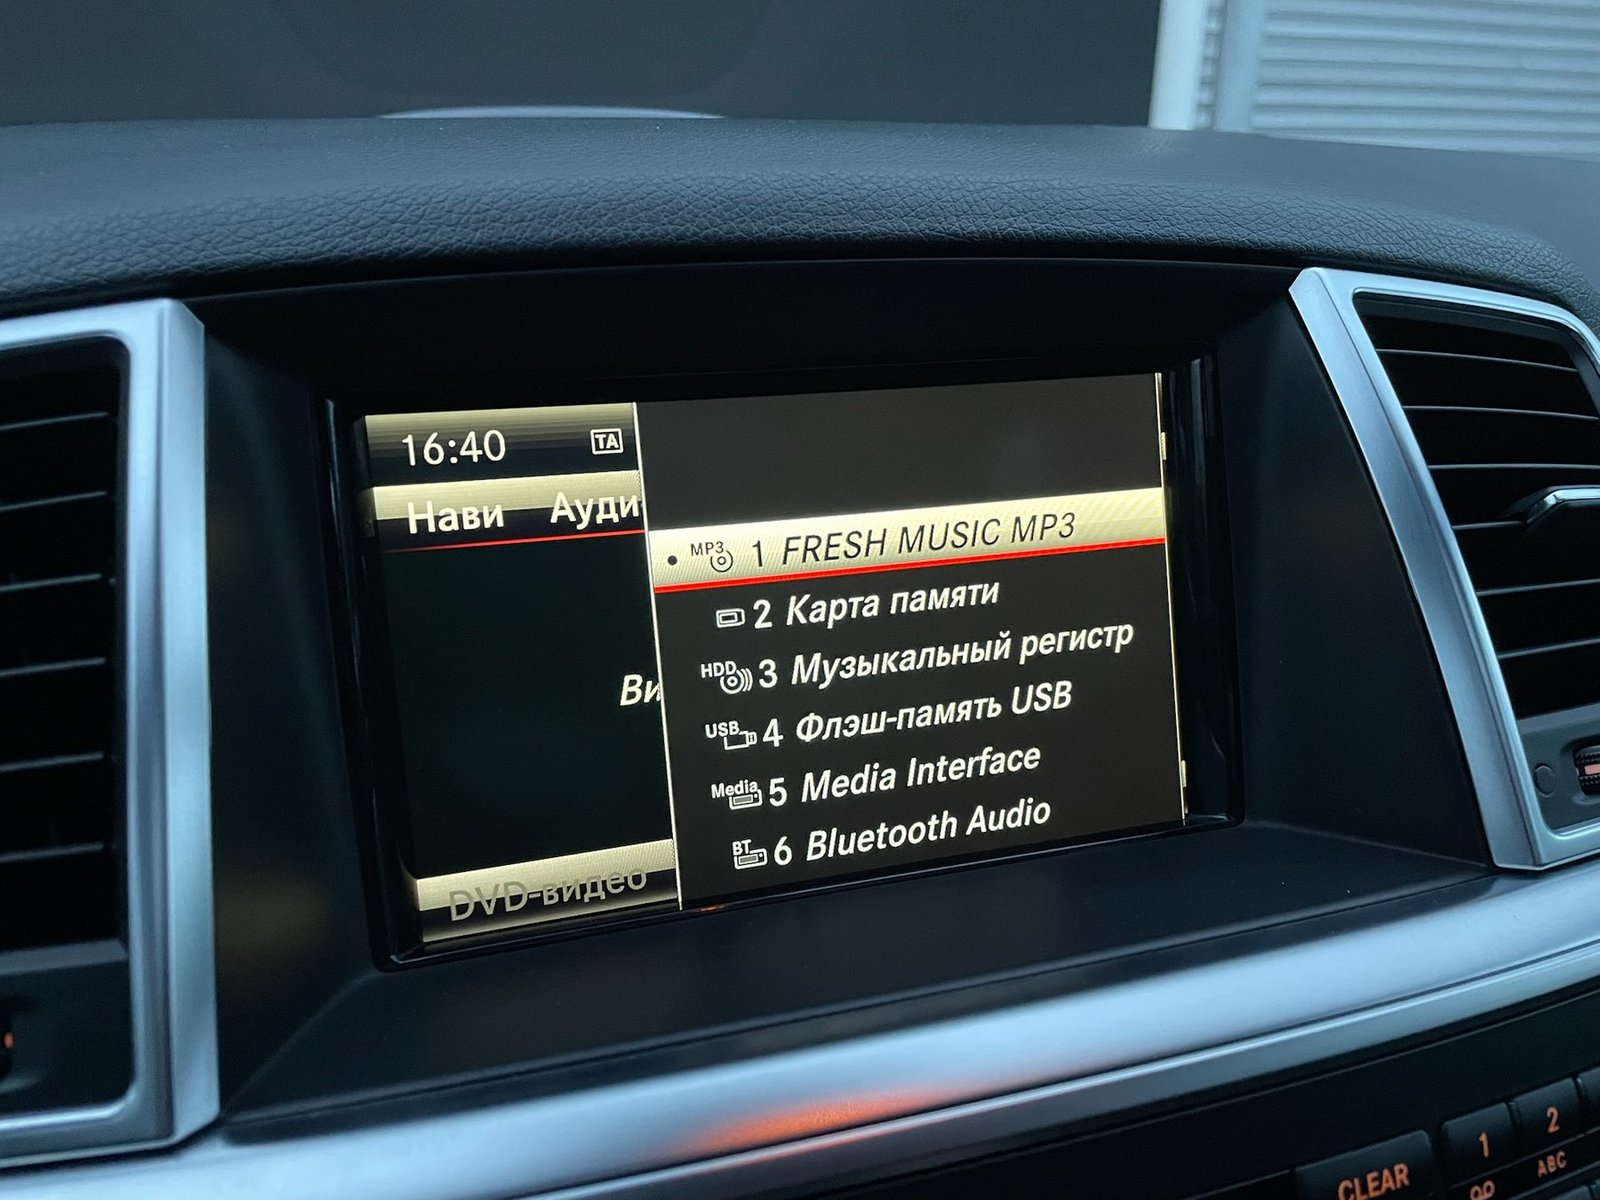 16:40 TA
Нави Ауди
MP3 1 FRESH MUSIC MP3
2 Карта памяти
HDD 3 Музыкальный регистр
Ви
USB 4 Флэш-память USB
Media 5 Media Interface
BT 6 Bluetooth Audio
DVD-видео
CLEAR 1 2
ABC